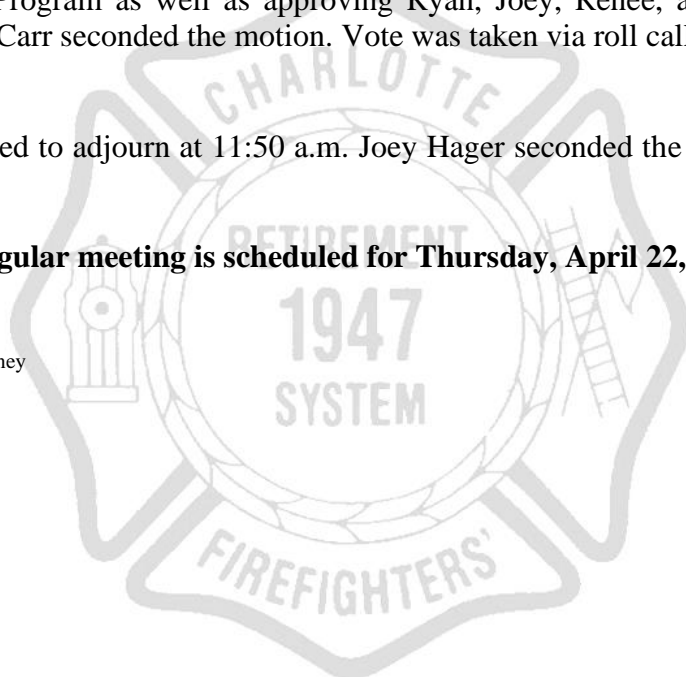 Program as well as approving Ryan, Joey, Renee, a
Carr seconded the motion. Vote was taken via roll call
ed to adjourn at 11:50 a.m. Joey Hager seconded the
gular meeting is scheduled for Thursday, April 22,
ney
CHARLOTTE
RETIREMENT
1947
SYSTEM
FIREFIGHTERS'